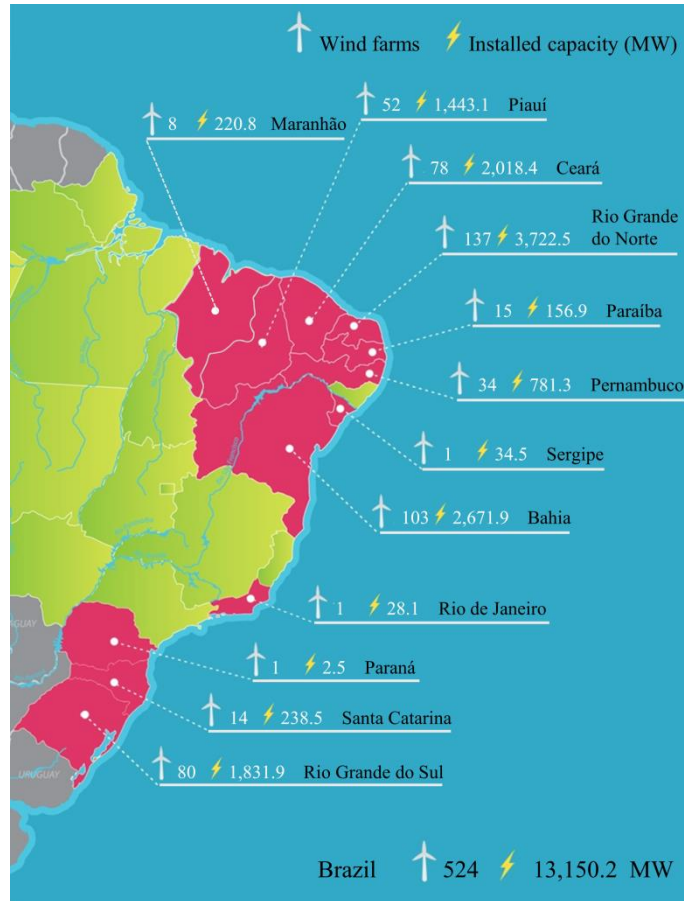 Wind farms Installed capacity (MW)
52 1,443.1 Piauí
8 220.8 Maranhão
78 2,018.4 Ceará
Rio Grande
137 3,722.5 do Norte
15 156.9 Paraíba
34 781.3 Pernambuco
1 34.5 Sergipe
103 2,671.9 Bahia
1 28.1 Rio de Janeiro
1 2.5 Paraná
14 238.5 Santa Catarina
80 1,831.9 Rio Grande do Sul
URUGUAY
Brazil 524 13,150.2 MW